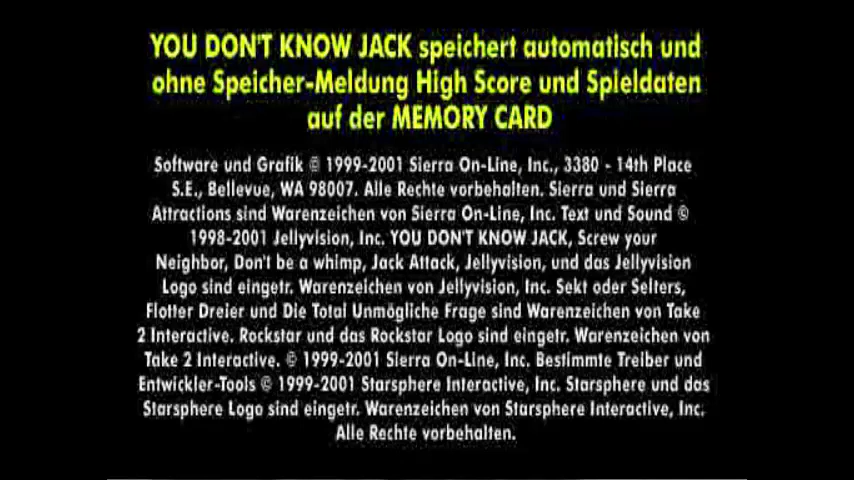 YOU DON'T KNOW JACK speichert automatisch und
ohne Speicher-Meldung High Score und Spieldaten
auf der MEMORY CARD
Software und Grafik © 1999-2001 Sierra On-Line, Inc., 3380 - 14th Place
S.E., Bellevue, WA 98007. Alle Rechte vorbehalten. Sierra und Sierra
Attractions sind Warenzeichen von Sierra On-Line, Inc. Text und Sound ©
1998-2001 Jellyvision, Inc. YOU DON'T KNOW JACK, Screw your
Neighbor, Don't be a whimp, Jack Attack, Jellyvision, und das Jellyvision
Logo sind eingetr. Warenzeichen von Jellyvision, Inc. Sekt oder Selters,
Flotter Dreier und Die Total Unmögliche Frage sind Warenzeichen von Take
2 Interactive. Rockstar und das Rockstar Logo sind eingetr. Warenzeichen von
Take 2 Interactive. © 1999-2001 Sierra On-Line, Inc. Bestimmte Treiber und
Entwickler-Tools © 1999-2001 Starsphere Interactive, Inc. Starsphere und das
Starsphere Logo sind eingetr. Warenzeichen von Starsphere Interactive, Inc.
Alle Rechte vorbehalten.